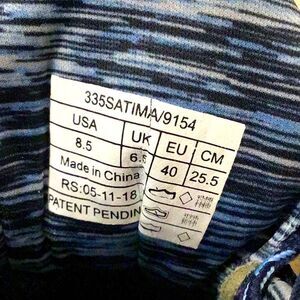 335SATIMA/9154
USA UK EU CM
8.5 6.5 40 25.5
Made in China
RS:05-11-18
PATENT PENDIN